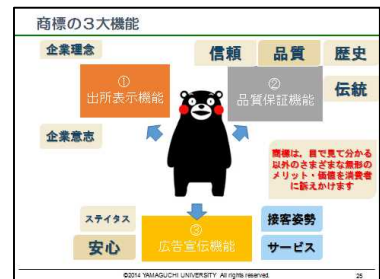 商標の3大機能
企業理念
信頼
品質
歴史
①
出所表示機能
②
品質保証機能
伝統
企業意志
商標は，目で見て分かる
以外のさまざまな無形の
メリット・価値を消費者
に訴えかけます
ステイタス
安心
③
広告宣伝機能
接客姿勢
サービス
©2014 YAMAGUCHI UNIVERSITY All rights reserved.
25